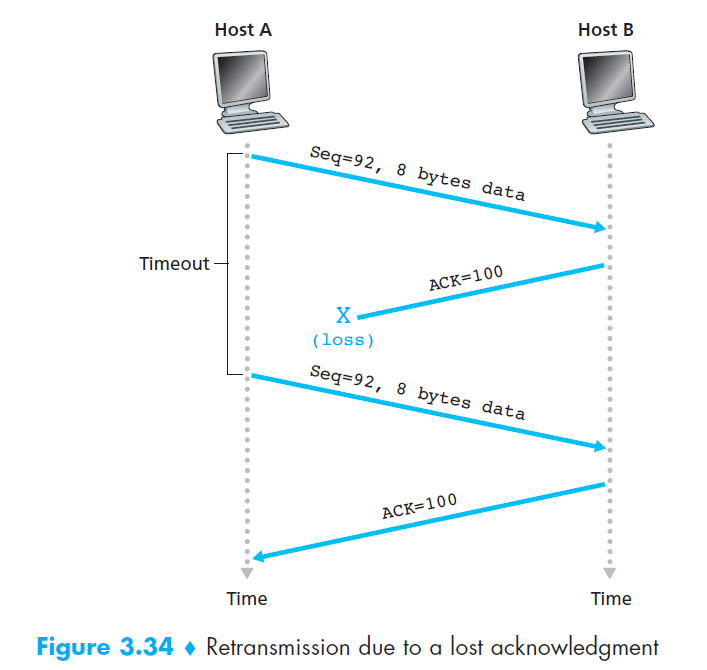 Host A
Host B
Seq=92, 8 bytes data
Timeout
ACK=100
X
(loss)
Seq=92, 8 bytes data
ACK=100
Time
Time
Figure 3.34 ♦ Retransmission due to a lost acknowledgment